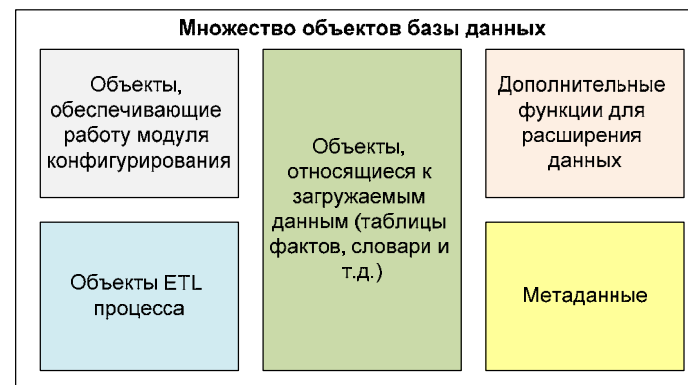 Множество объектов базы данных
Объекты,
обеспечивающие
работу модуля
конфигурирования
Объекты ETL
процесса
Объекты,
относящиеся к
загружаемым
данным (таблицы
фактов, словари и
т.д.)
Дополнительные
функции для
расширения
данных
Метаданные